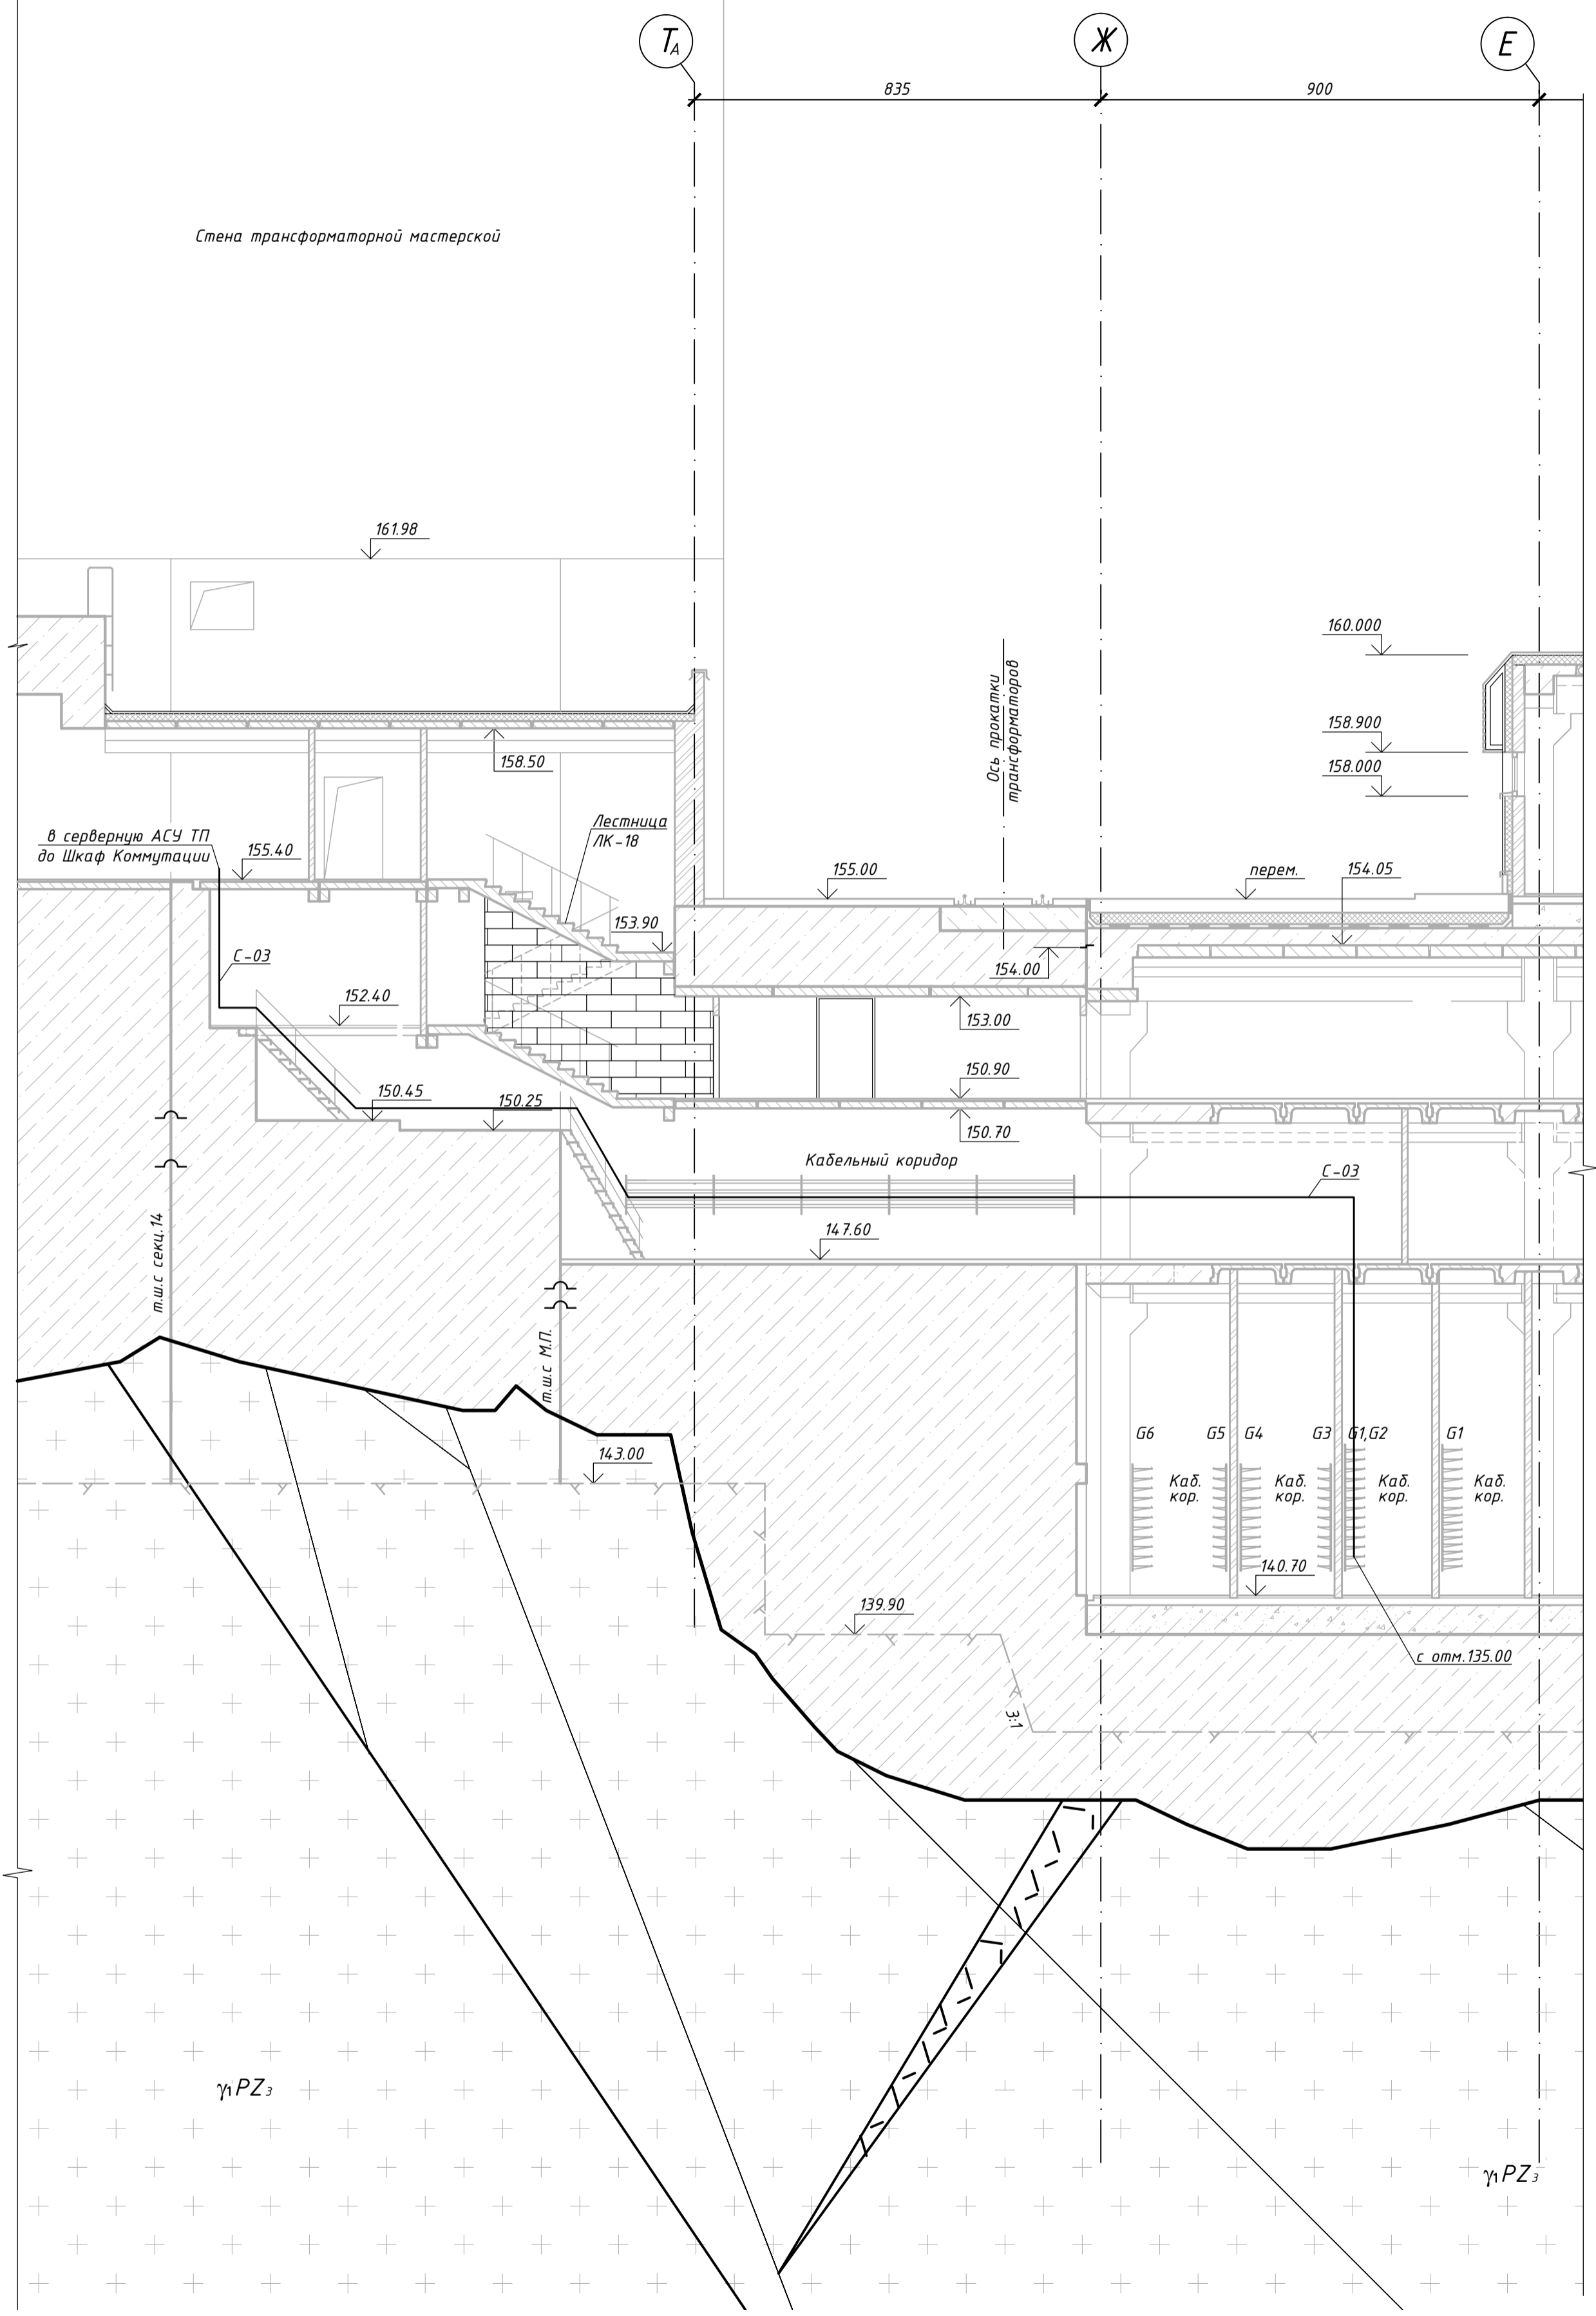 ТА
Ж
Е
835
900
Стена трансформаторной мастерской
161.98
160.000
Ось прокатки
трансформаторов
158.900
158.50
158.000
Лестница
ЛК-18
в серверную АСУ ТП
до Шкаф Коммутации
155.40
155.00
перем.
154.05
153.90
С-03
154.00
152.40
153.00
150.90
150.45
150.25
150.70
Кабельный коридор
С-03
147.60
т.ш.с секц.14
т.ш.с М.П.
G6
G5
G4
G3
G1,G2
G1
143.00
Каб.
кор.
Каб.
кор.
Каб.
кор.
Каб.
кор.
140.70
139.90
с отм.135.00
3:1
γ1PZ3
γ1PZ3